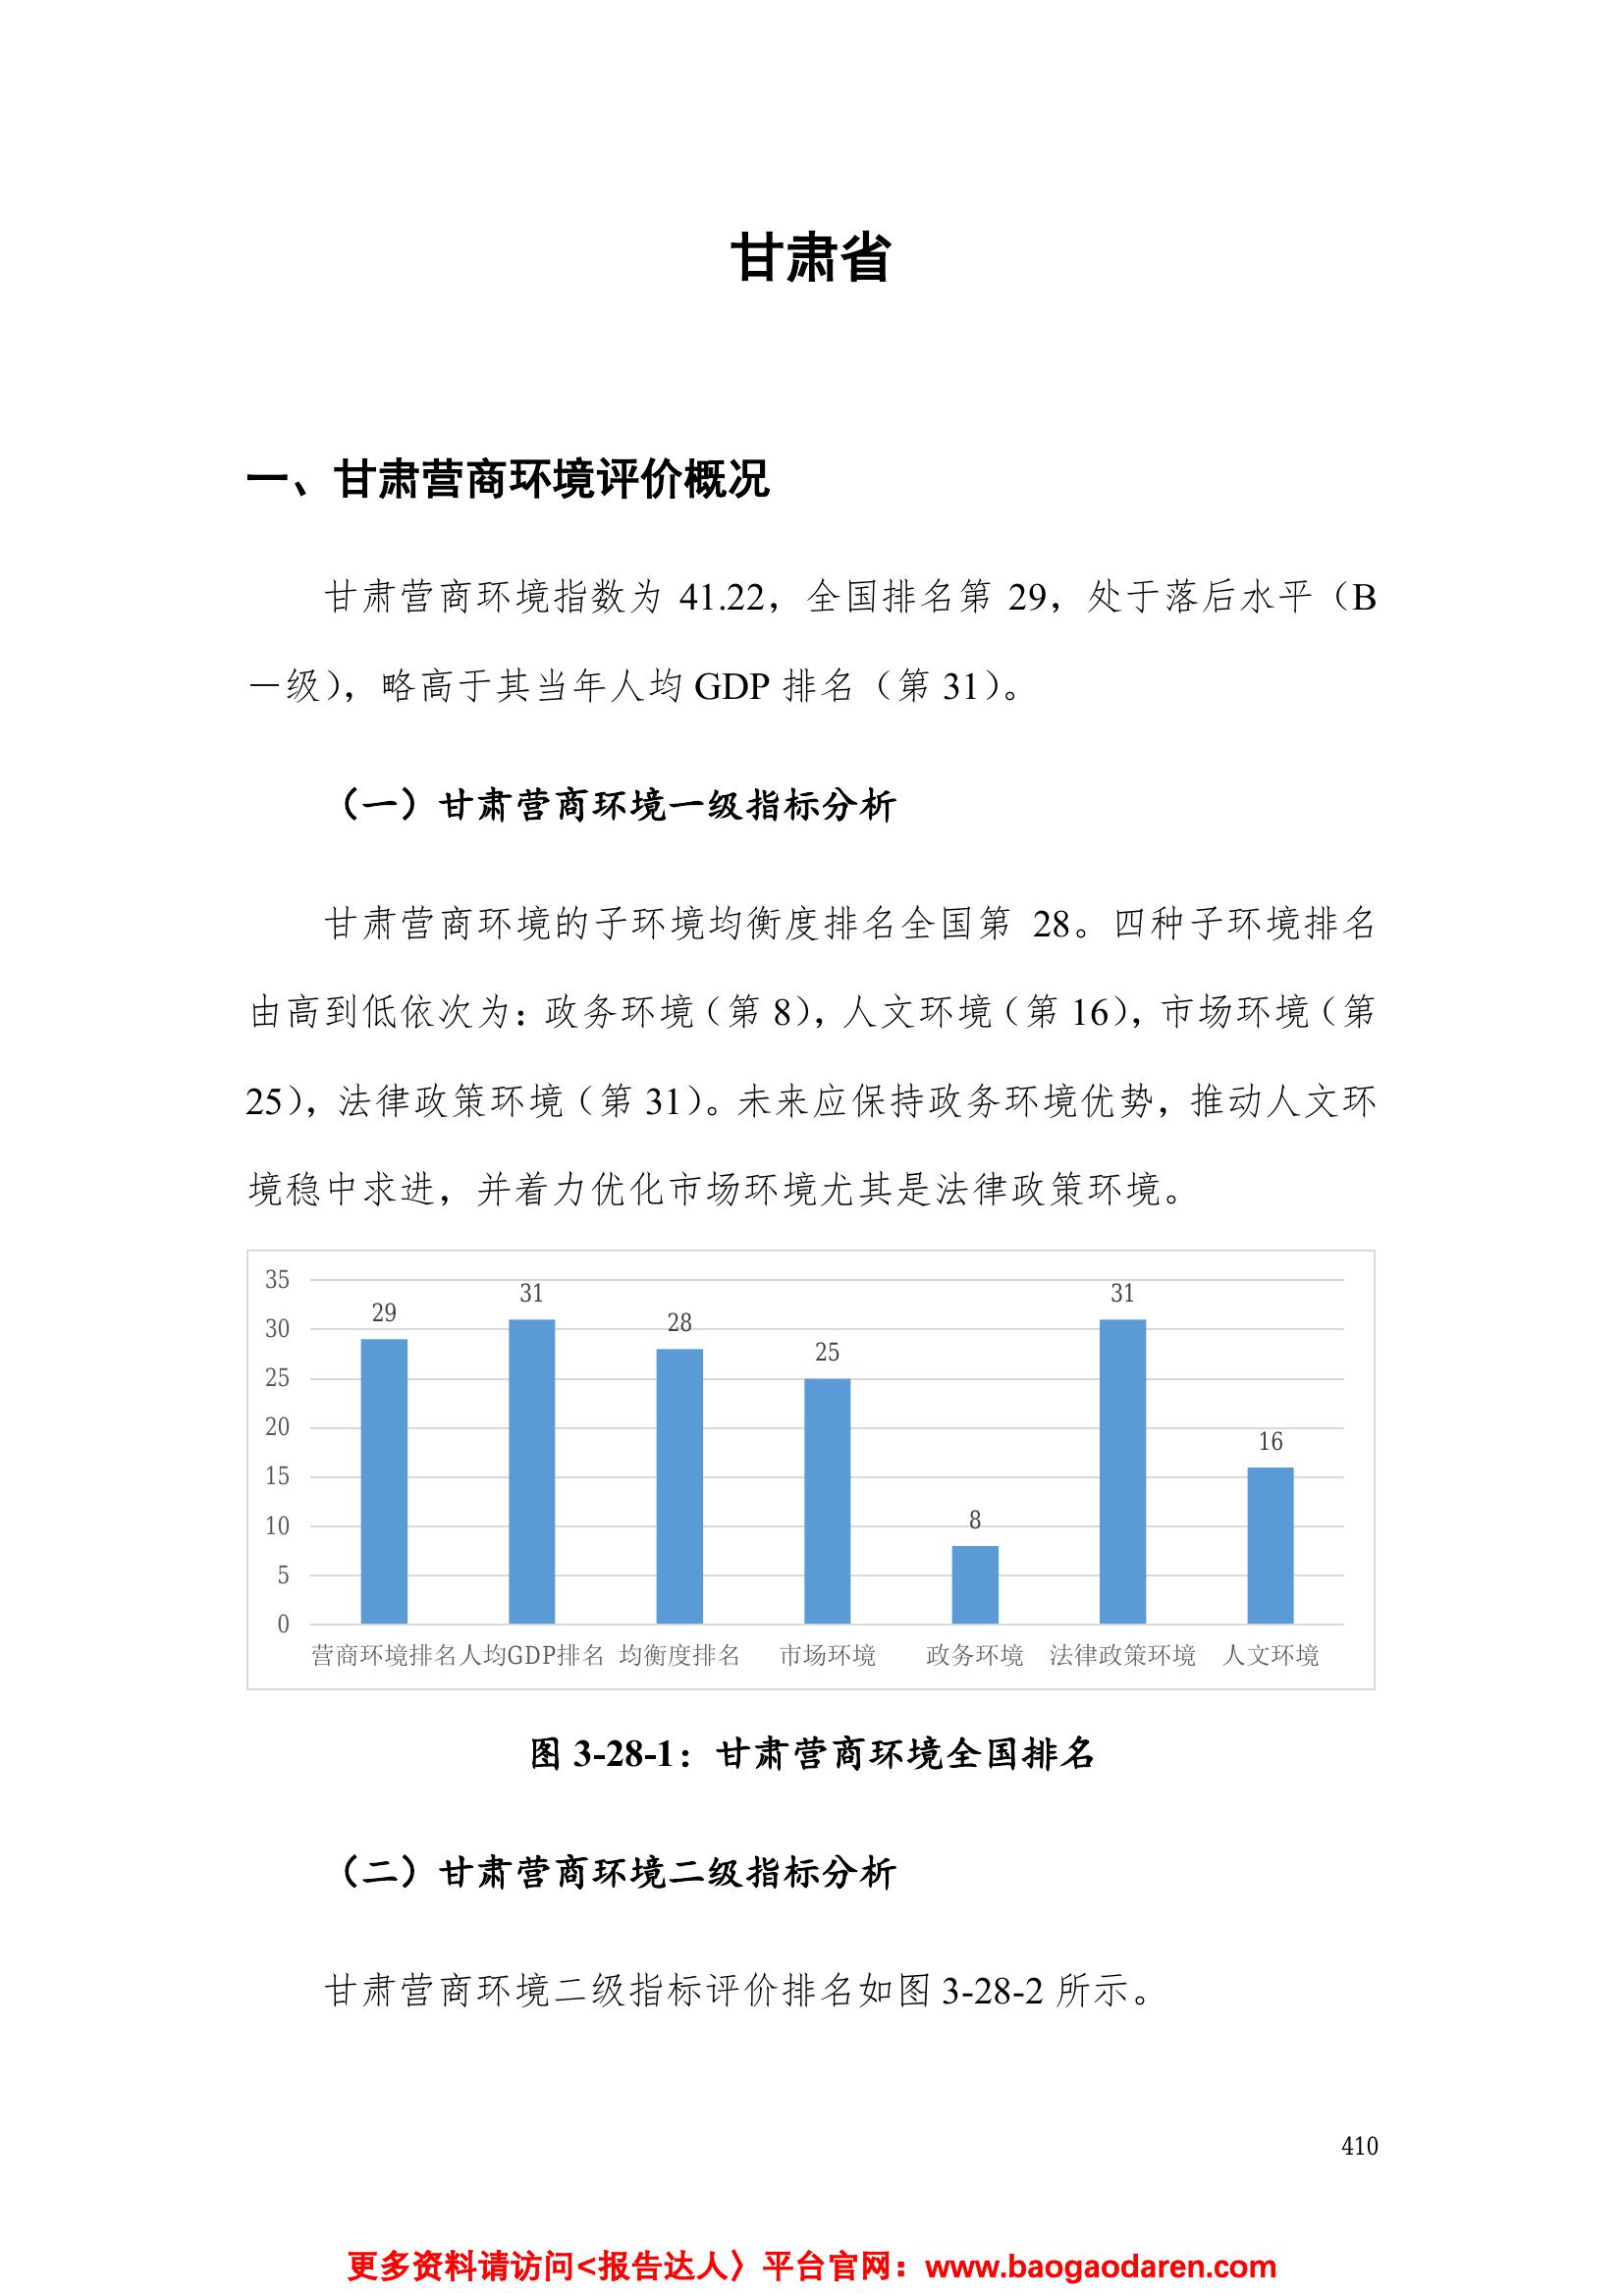 甘肃省
一、甘肃营商环境评价概况
甘肃营商环境指数为 41.22，全国排名第 29，处于落后水平（B
－级），略高于其当年人均 GDP 排名（第 31）。
（一）甘肃营商环境一级指标分析
甘肃营商环境的子环境均衡度排名全国第 28。四种子环境排名
由高到低依次为：政务环境（第 8），人文环境（第 16），市场环境（第
25），法律政策环境（第 31）。未来应保持政务环境优势，推动人文环
境稳中求进，并着力优化市场环境尤其是法律政策环境。
35
30
25
20
15
10
5
0
29
31
28
25
8
31
16
营商环境排名 人均GDP排名 均衡度排名 市场环境 政务环境 法律政策环境 人文环境
图 3-28-1：甘肃营商环境全国排名
（二）甘肃营商环境二级指标分析
甘肃营商环境二级指标评价排名如图 3-28-2 所示。
410
更多资料请访问<报告达人〉平台官网：www.baogaodaren.com